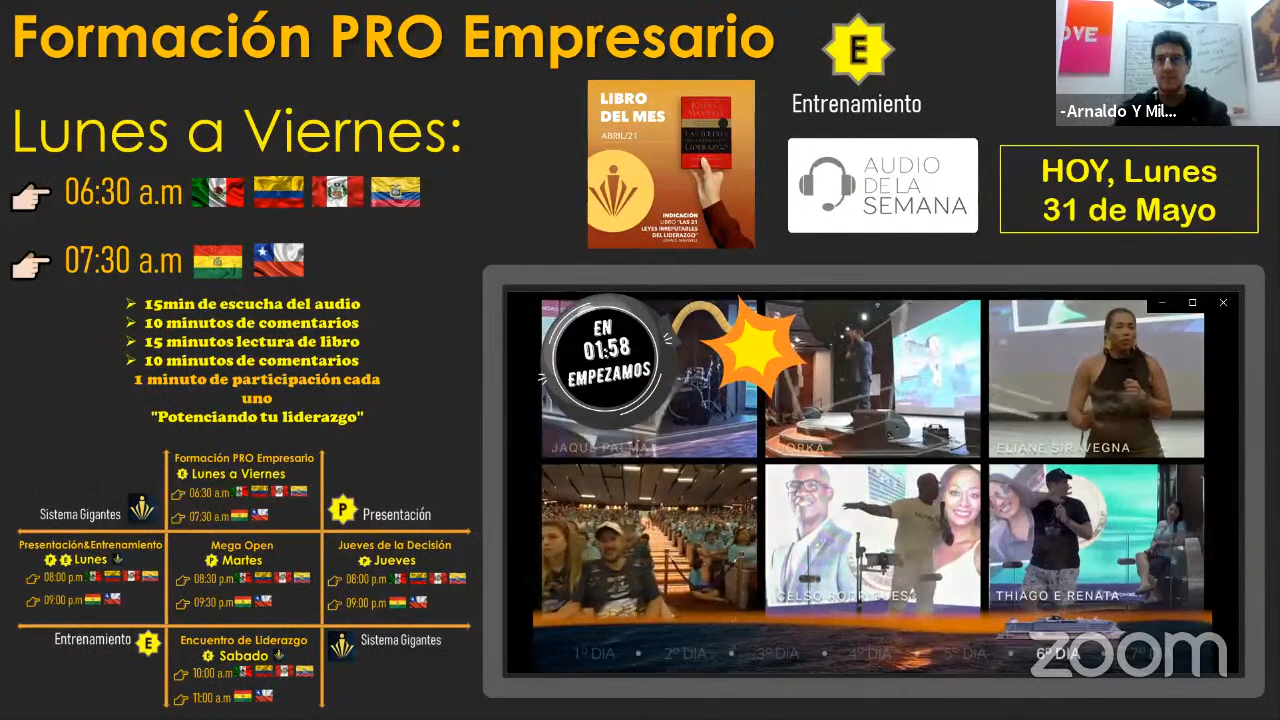 Formación PRO Empresario
E
Entrenamiento
OVE
-Arnaldo Y Mil...
Lunes a Viernes:
06:30 a.m
07:30 a.m
LIBRO
DEL MES
ABRIL/21
INDICACIÓN
LIBRO "LAS 21
LEYES IRREFUTABLES
DEL LIDERAZGO"
JOHN C. MAXWELL
AUDIO
DE LA
SEMANA
HOY, Lunes
31 de Mayo
15min de escucha del audio
10 minutos de comentarios
15 minutos lectura de libro
10 minutos de comentarios
1 minuto de participación cada
uno
"Potenciando tu liderazgo"
EN
01:58
EMPEZAMOS
JAQUE PALMA
ELIANE SIRAVEGNA
CELSO RODRIGUES
THIAGO E RENATA
1º DIA • 2º DIA • 3º DIA • 4º DIA • 5º DIA • 6º DIA • 7º DIA
zoom
Formación PRO Empresario
E Lunes a Viernes
06:30 a.m
07:30 a.m
Sistema Gigantes
P Presentación
Presentación&Entrenamiento
P E Lunes
08:00 p.m
09:00 p.m
Mega Open
P Martes
08:30 p.m
09:30 p.m
Jueves de la Decisión
P Jueves
08:00 p.m
09:00 p.m
Entrenamiento E
Encuentro de Liderazgo
E Sabado
10:00 a.m
11:00 a.m
Sistema Gigantes